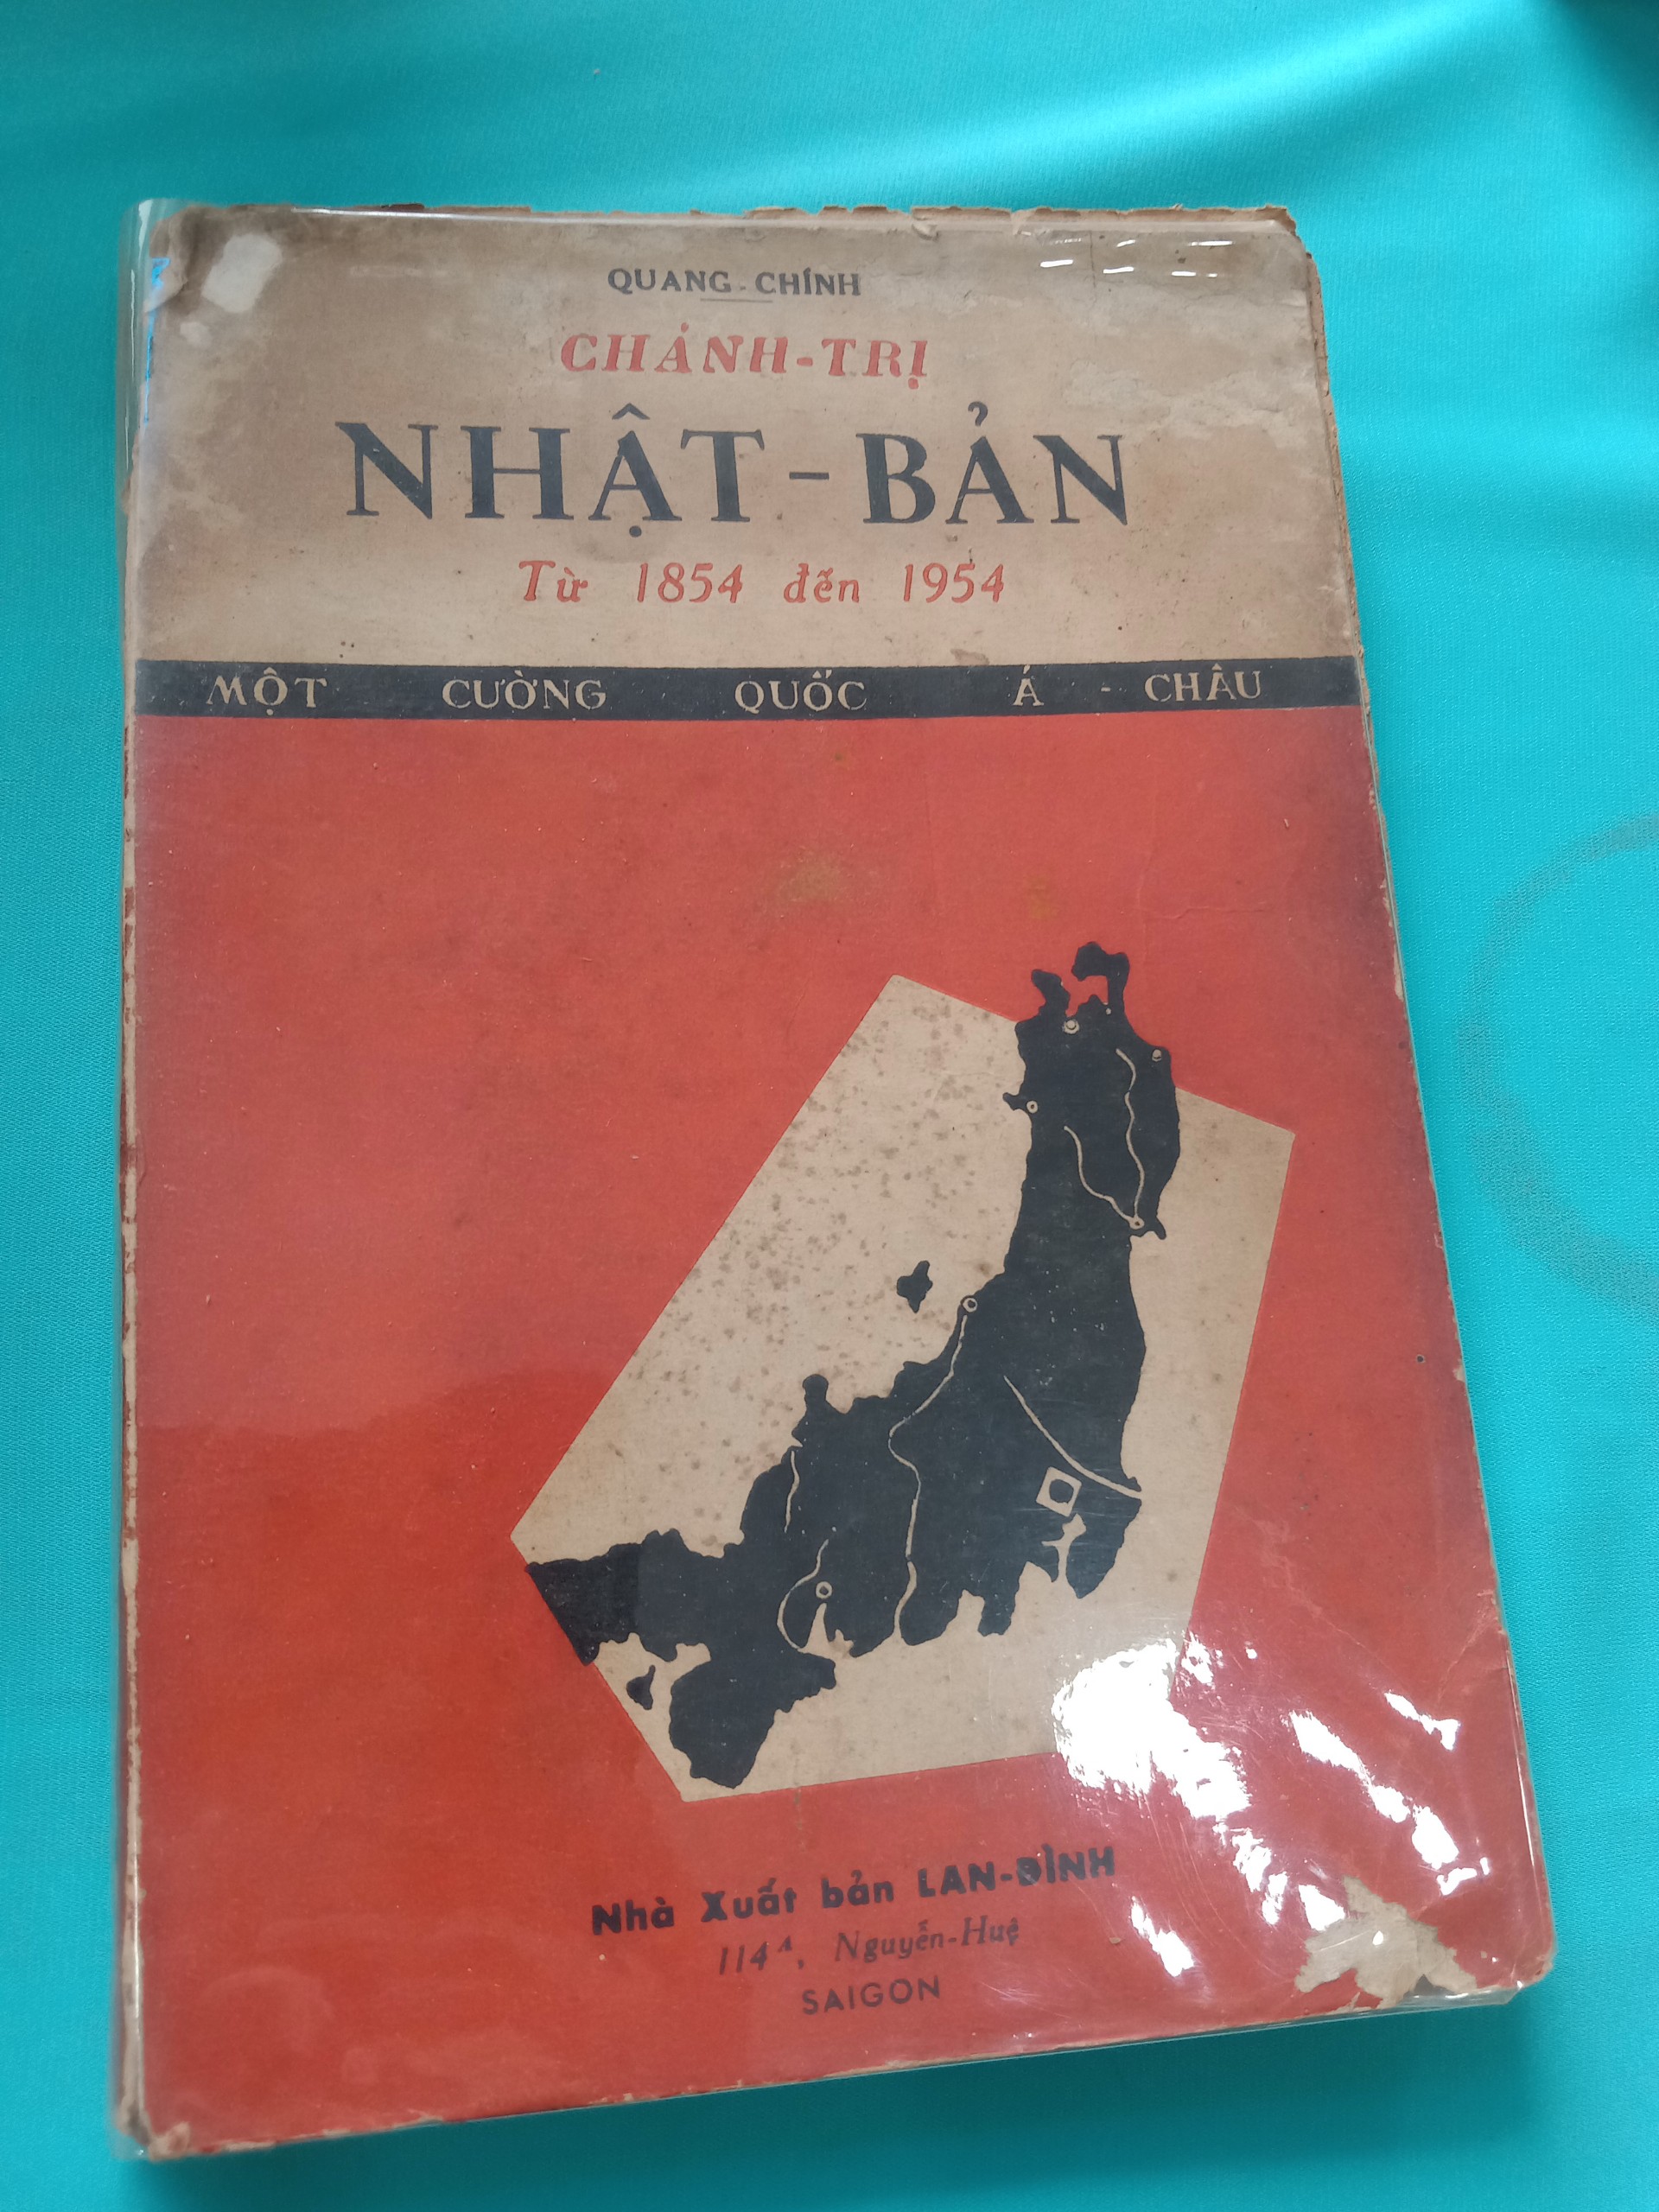 QUANG - CHÍNH
CHÁNH-TRỊ
NHẬT-BẢN
Từ 1854 đến 1954
MỘT CƯỜNG QUỐC Á - CHÂU
Nhà Xuất bản LAN-ĐÌNH
114ᴬ, Nguyễn-Huệ
SAIGON